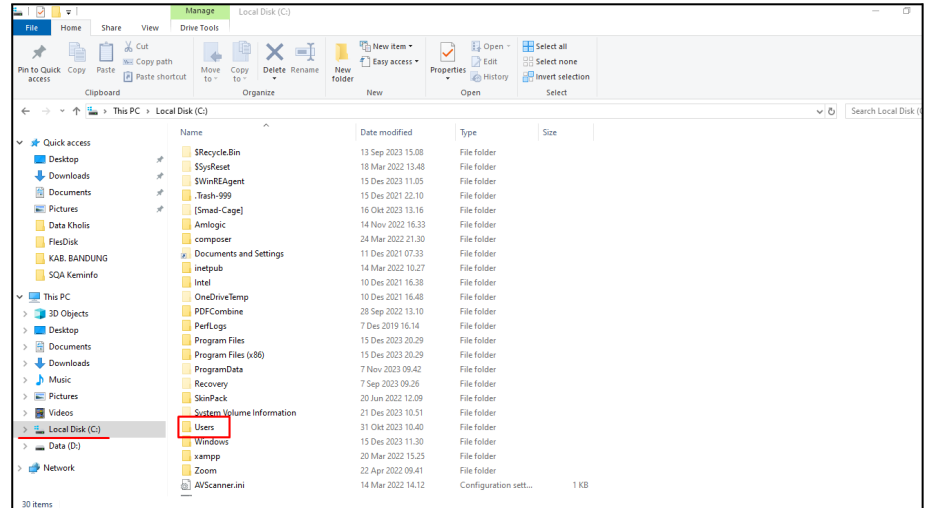 Manage Local Disk (C:)
File Home Share View Drive Tools
Pin to Quick access
Copy
Paste
Cut
Copy path
Paste shortcut
Clipboard
Move to
Copy to
Delete
Rename
Organize
New folder
New item
Easy access
New
Properties
Open
Edit
History
Open
Select all
Select none
Invert selection
Select
This PC > Local Disk (C:)
Search Local Disk (
Quick access
Desktop
Downloads
Documents
Pictures
Data Kholis
FlesDisk
KAB. BANDUNG
SQA Keminfo
This PC
3D Objects
Desktop
Documents
Downloads
Music
Pictures
Videos
Local Disk (C:)
Data (D:)
Network
Name Date modified Type Size
$Recycle.Bin 13 Sep 2023 15.08 File folder
$SysReset 18 Mar 2022 13.48 File folder
$WinREAgent 15 Des 2023 11.05 File folder
.Trash-999 15 Des 2021 22.10 File folder
[Smad-Cage] 16 Okt 2023 13.16 File folder
Amlogic 14 Nov 2022 16.33 File folder
composer 24 Mar 2022 21.30 File folder
Documents and Settings 11 Des 2021 07.33 File folder
inetpub 14 Mar 2022 10.27 File folder
Intel 10 Des 2021 16.38 File folder
OneDriveTemp 10 Des 2021 16.48 File folder
PDFCombine 28 Sep 2022 13.10 File folder
PerfLogs 7 Des 2019 16.14 File folder
Program Files 15 Des 2023 20.29 File folder
Program Files (x86) 15 Des 2023 20.29 File folder
ProgramData 7 Nov 2023 09.42 File folder
Recovery 7 Sep 2023 09.26 File folder
SkinPack 20 Jun 2022 12.09 File folder
System Volume Information 21 Des 2023 10.51 File folder
Users 31 Okt 2023 10.40 File folder
Windows 15 Des 2023 11.30 File folder
xampp 20 Mar 2022 15.25 File folder
Zoom 22 Apr 2022 09.41 File folder
AVScanner.ini 14 Mar 2022 14.12 Configuration sett... 1 KB
30 items